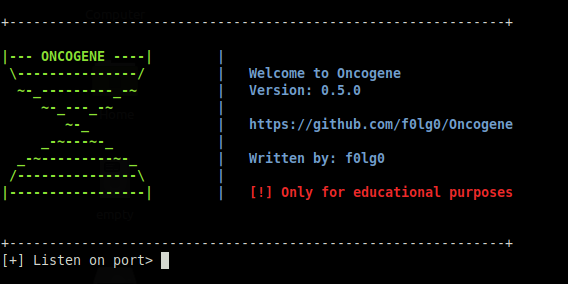 +--------------------------------------------------------------+
|--- ONCOGENE ----| |
\---------------/ | Welcome to Oncogene
~-_---------_-~ | Version: 0.5.0
~-_---_-~ |
~-_ | https://github.com/f0lg0/Oncogene
_-~---~-_ |
_-~---------~-_ | Written by: f0lg0
/---------------\ |
|-----------------| | [!] Only for educational purposes
+--------------------------------------------------------------+
[+] Listen on port>